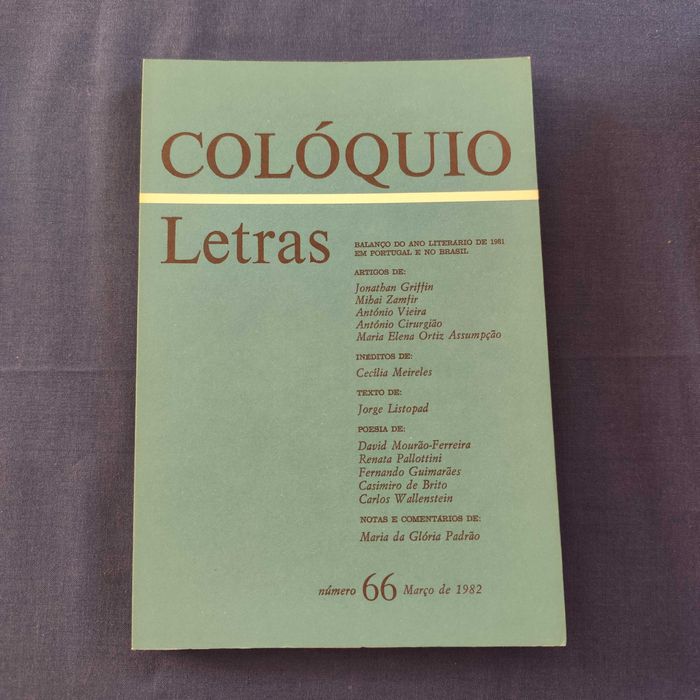 COLÓQUIO
Letras
BALANÇO DO ANO LITERÁRIO DE 1981
EM PORTUGAL E NO BRASIL
ARTIGOS DE:
Jonathan Griffin
Mihai Zamfir
António Vieira
António Cirurgião
Maria Elena Ortiz Assumpção
INÉDITOS DE:
Cecília Meireles
TEXTO DE:
Jorge Listopad
POESIA DE:
David Mourão-Ferreira
Renata Pallottini
Fernando Guimarães
Casimiro de Brito
Carlos Wallenstein
NOTAS E COMENTÁRIOS DE:
Maria da Glória Padrão
número 66 Março de 1982